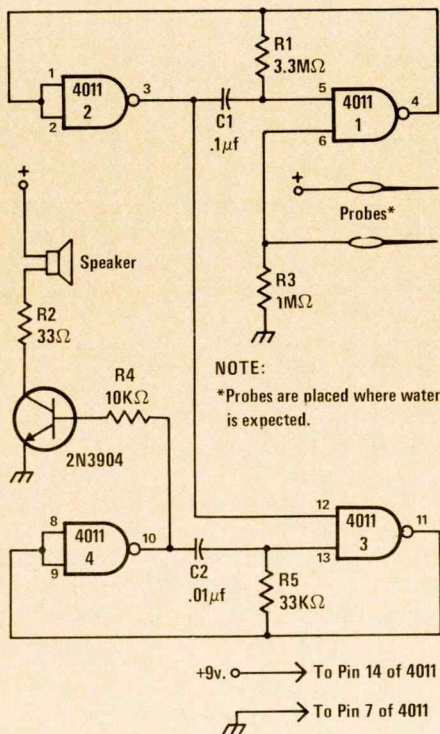 R1
3.3MΩ
1
2
4011
2
3
C1
.1µf
5
6
4011
1
4
+
+
Probes*
Speaker
R2
33Ω
R3
1MΩ
R4
10KΩ
NOTE:
*Probes are placed where water
is expected.
2N3904
8
9
4011
4
10
C2
.01µf
12
13
4011
3
11
R5
33KΩ
+9v.
To Pin 14 of 4011
To Pin 7 of 4011